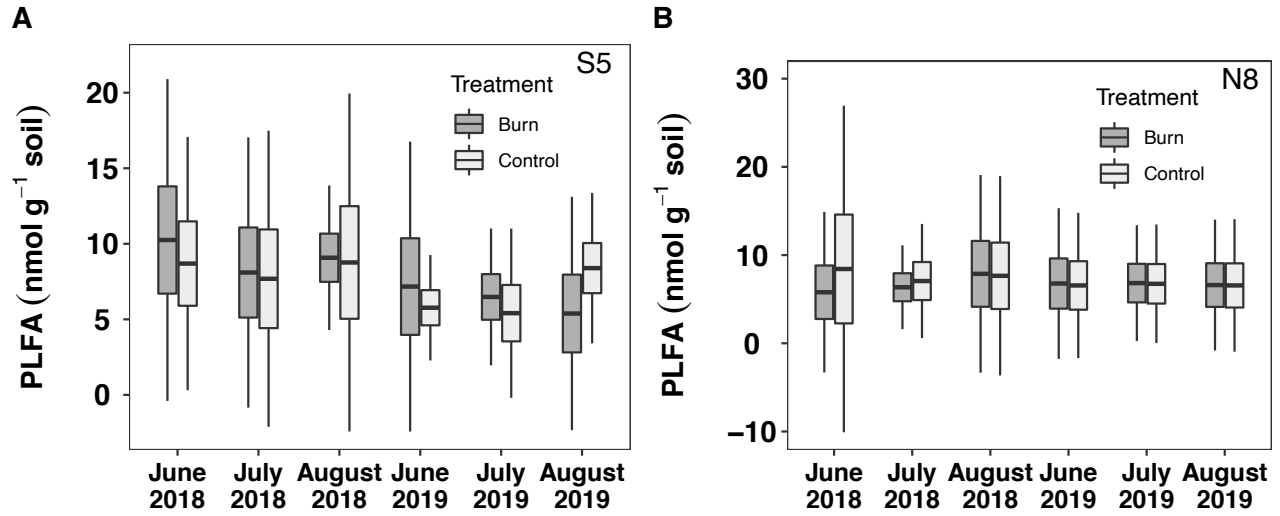 A
S5
Treatment
Burn
Control
PLFA (nmol g⁻¹ soil)
20
15
10
5
0
June 2018
July 2018
August 2018
June 2019
July 2019
August 2019
B
N8
Treatment
Burn
Control
PLFA (nmol g⁻¹ soil)
30
20
10
0
−10
June 2018
July 2018
August 2018
June 2019
July 2019
August 2019